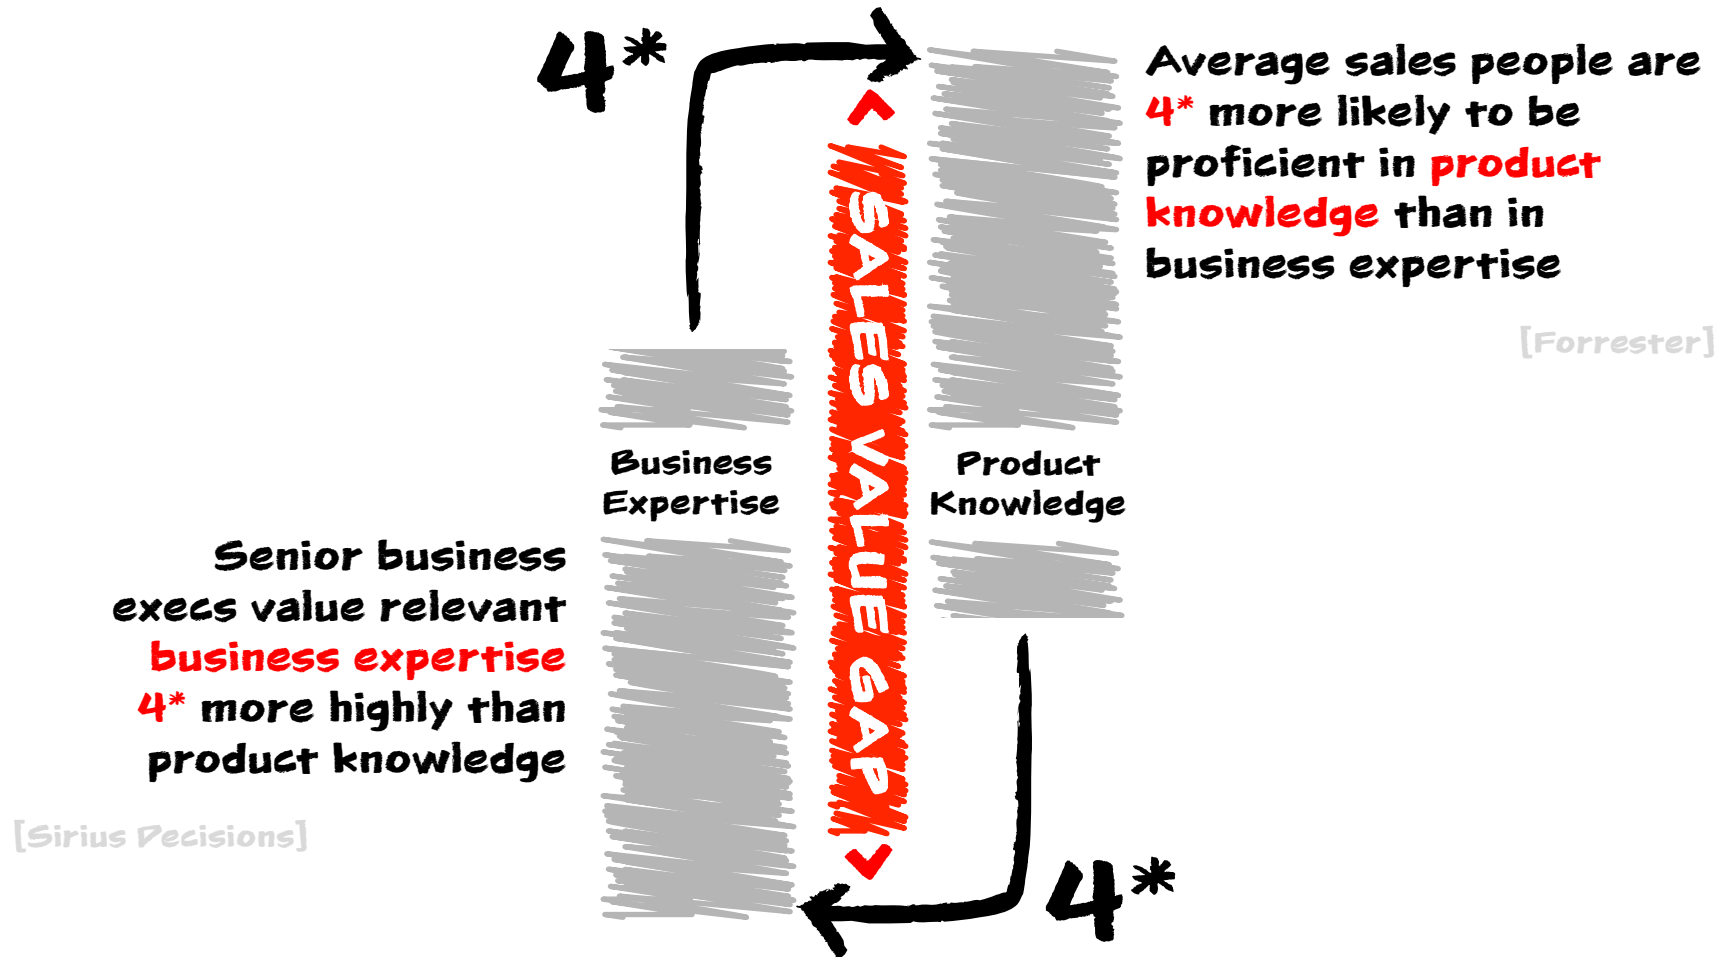 4*
Average sales people are
4* more likely to be
proficient in product
knowledge than in
business expertise
[Forrester]
SALES VALUE GAP
Business
Expertise
Product
Knowledge
Senior business
execs value relevant
business expertise
4* more highly than
product knowledge
[Sirius Decisions]
4*